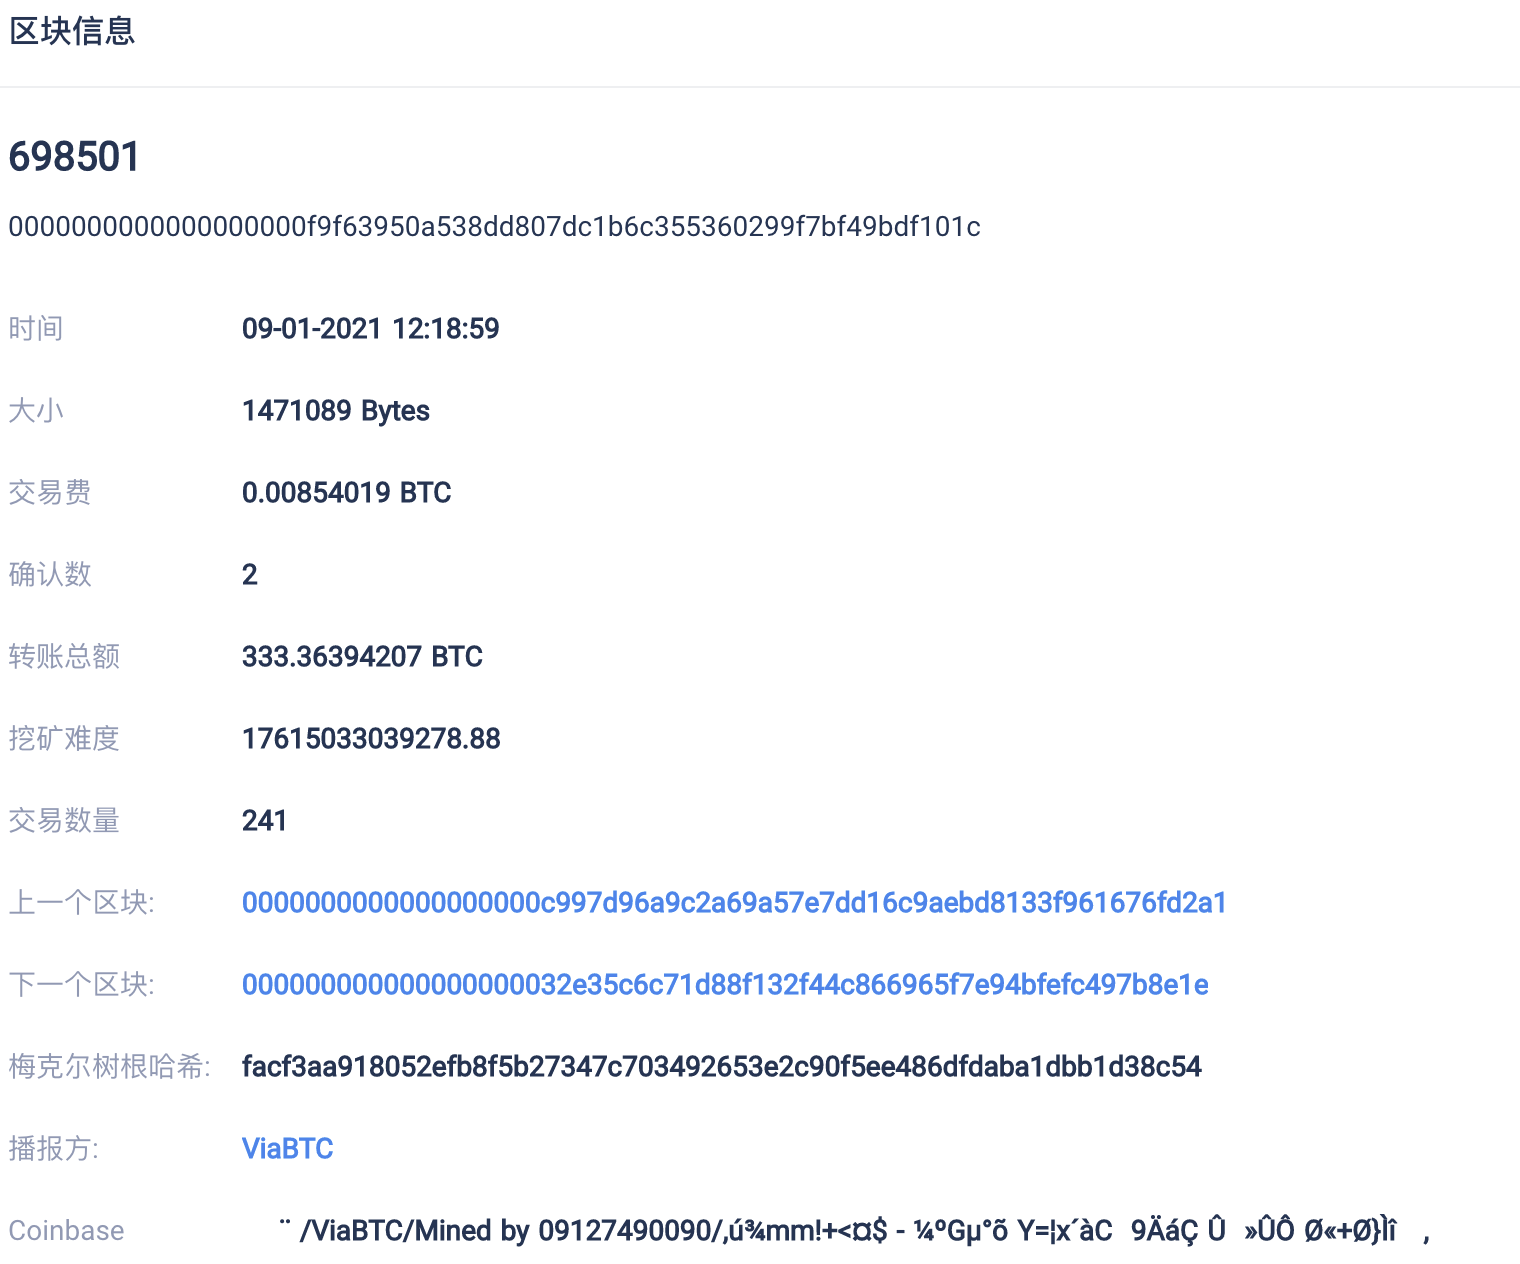 区块信息
698501
0000000000000000000f9f63950a538dd807dc1b6c355360299f7bf49bdf101c
时间 09-01-2021 12:18:59
大小 1471089 Bytes
交易费 0.00854019 BTC
确认数 2
转账总额 333.36394207 BTC
挖矿难度 17615033039278.88
交易数量 241
上一个区块: 0000000000000000000c997d96a9c2a69a57e7dd16c9aebd8133f961676fd2a1
下一个区块: 000000000000000000032e35c6c71d88f132f44c866965f7e94bfefc497b8e1e
梅克尔树根哈希: facf3aa918052efb8f5b27347c703492653e2c90f5ee486dfdaba1dbb1d38c54
播报方: ViaBTC
Coinbase ¨ /ViaBTC/Mined by 09127490090/,ú¾mm!+<¤$ - ¼ºGµ°õ Y=¦x´àC 9ÄáÇ Û »ÛÔ Ø«+Ø}Ìî ,